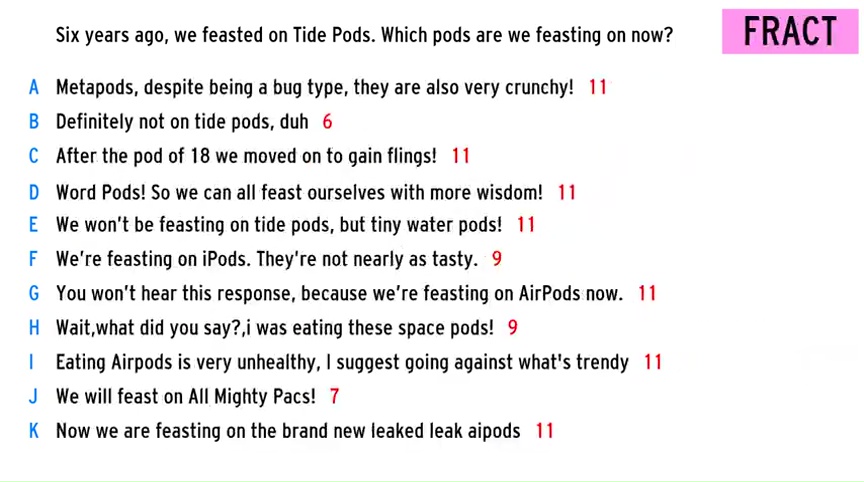 Six years ago, we feasted on Tide Pods. Which pods are we feasting on now?
FRACT
A Metapods, despite being a bug type, they are also very crunchy! 11
B Definitely not on tide pods, duh 6
C After the pod of 18 we moved on to gain flings! 11
D Word Pods! So we can all feast ourselves with more wisdom! 11
E We won't be feasting on tide pods, but tiny water pods! 11
F We're feasting on iPods. They're not nearly as tasty. 9
G You won't hear this response, because we're feasting on AirPods now. 11
H Wait,what did you say?,i was eating these space pods! 9
I Eating Airpods is very unhealthy, I suggest going against what's trendy 11
J We will feast on All Mighty Pacs! 7
K Now we are feasting on the brand new leaked leak aipods 11